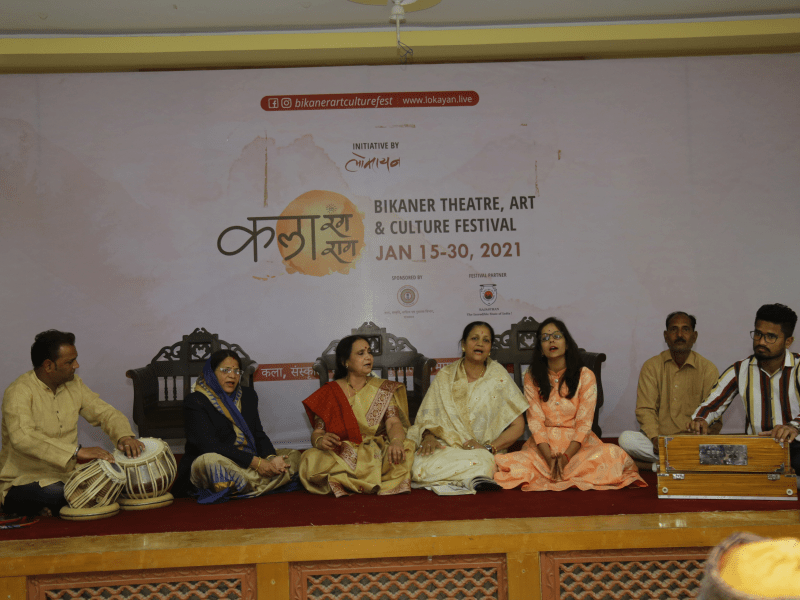 bikanerartculturefest | www.lokayan.live
INITIATIVE BY
लोकायन
कला रंग राग
BIKANER THEATRE, ART
& CULTURE FESTIVAL
JAN 15-30, 2021
SPONSORED BY
FESTIVAL PARTNER
कला, संस्कृ